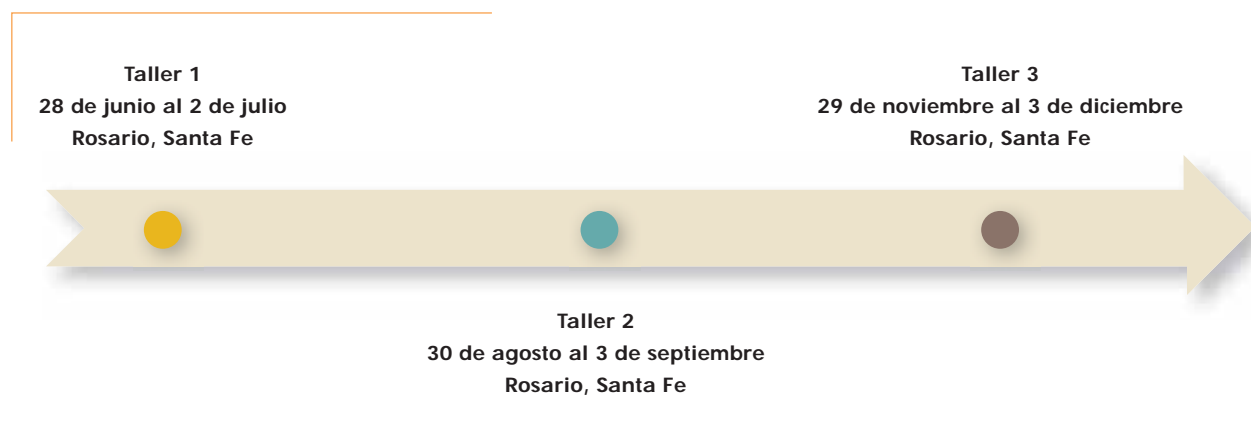 Taller 1
28 de junio al 2 de julio
Rosario, Santa Fe
Taller 3
29 de noviembre al 3 de diciembre
Rosario, Santa Fe
Taller 2
30 de agosto al 3 de septiembre
Rosario, Santa Fe